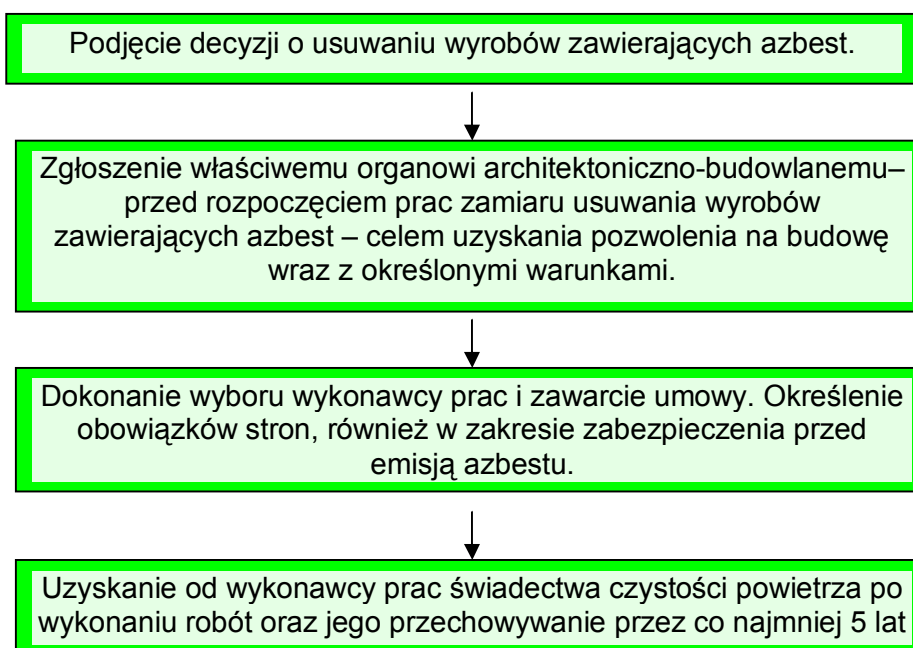 Podjęcie decyzji o usuwaniu wyrobów zawierających azbest.
Zgłoszenie właściwemu organowi architektoniczno-budowlanemu–
przed rozpoczęciem prac zamiaru usuwania wyrobów
zawierających azbest – celem uzyskania pozwolenia na budowę
wraz z określonymi warunkami.
Dokonanie wyboru wykonawcy prac i zawarcie umowy. Określenie
obowiązków stron, również w zakresie zabezpieczenia przed
emisją azbestu.
Uzyskanie od wykonawcy prac świadectwa czystości powietrza po
wykonaniu robót oraz jego przechowywanie przez co najmniej 5 lat